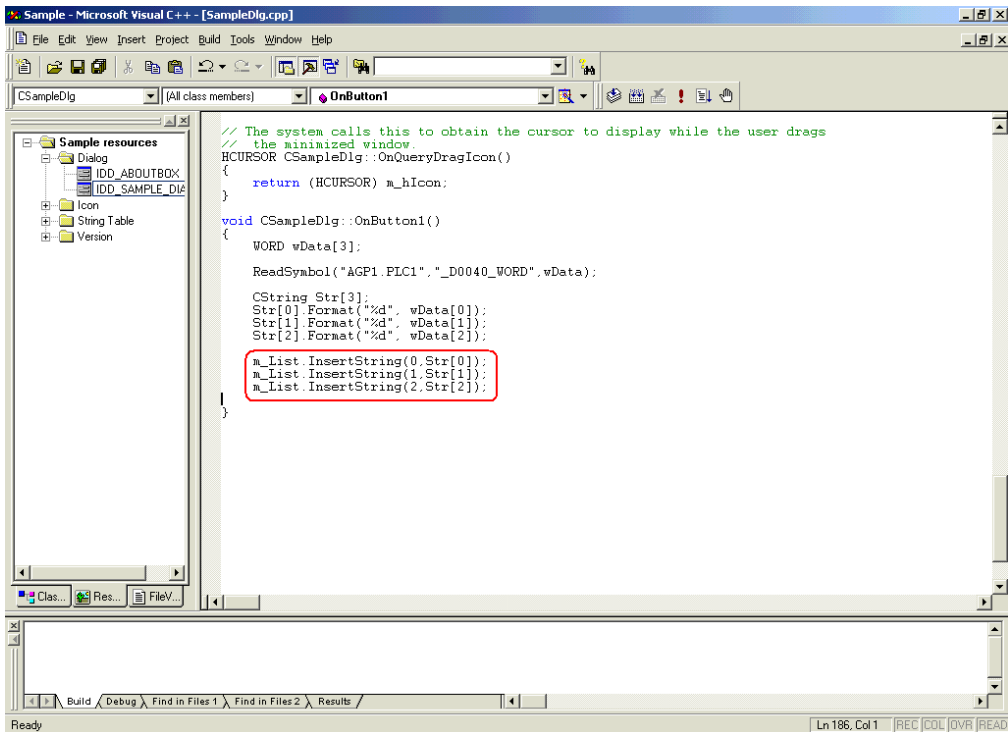 Sample - Microsoft Visual C++ - [SampleDlg.cpp]
File Edit View Insert Project Build Tools Window Help
CSampleDlg (All class members) OnButton1
Sample resources
Dialog
IDD_ABOUTBOX
IDD_SAMPLE_DIA
Icon
String Table
Version
// The system calls this to obtain the cursor to display while the user drags
//  the minimized window.
HCURSOR CSampleDlg::OnQueryDragIcon()
{
return (HCURSOR) m_hIcon;
}
void CSampleDlg::OnButton1()
{
WORD wData[3];
ReadSymbol("AGP1.PLC1","_D0040_WORD",wData);
CString Str[3];
Str[0].Format("%d", wData[0]);
Str[1].Format("%d", wData[1]);
Str[2].Format("%d", wData[2]);
m_List.InsertString(0,Str[0]);
m_List.InsertString(1,Str[1]);
m_List.InsertString(2,Str[2]);
}
Clas... Res... FileV...
Build Debug Find in Files 1 Find in Files 2 Results
Ready Ln 186, Col 1 REC COL OVR READ